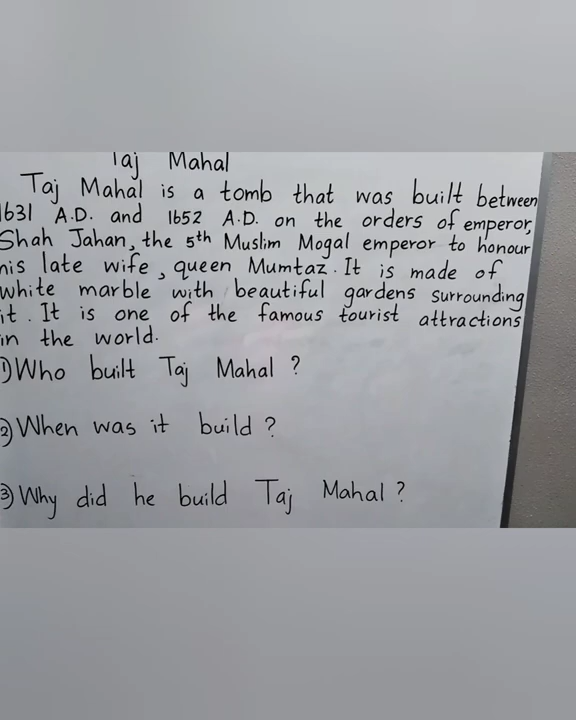 Taj Mahal
Taj Mahal is a tomb that was built between
1631 A.D. and 1652 A.D. on the orders of emperor,
Shah Jahan, the 5th Muslim Mogal emperor to honour
his late wife, queen Mumtaz. It is made of
white marble with beautiful gardens surrounding
it. It is one of the famous tourist attractions
in the world.
1) Who built Taj Mahal ?
2) When was it build ?
3) Why did he build Taj Mahal ?